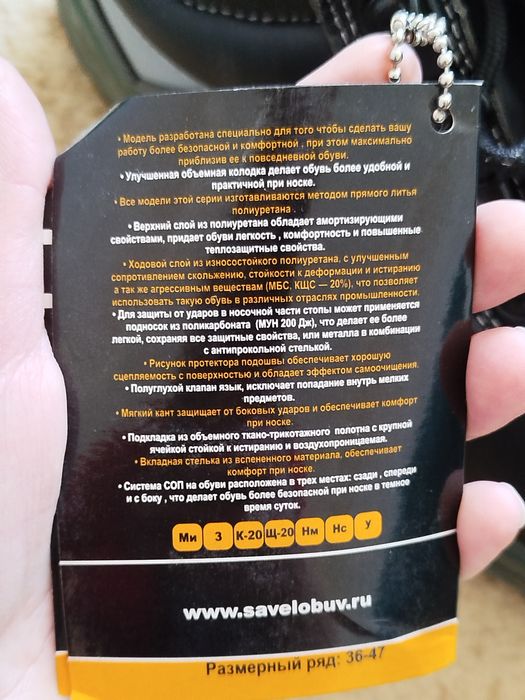 • Модель разработана специально для того чтобы сделать вашу
работу более безопасной и комфортной , при этом максимально
приблизив ее к повседневной обуви.
• Улучшенная объемная колодка делает обувь более удобной и
практичной при носке.
• Все модели этой серии изготавливаются методом прямого литья
полиуретана .
• Верхний слой из полиуретана обладает амортизирующими
свойствами, придает обуви легкость , комфортность и повышенные
теплозащитные свойства.
• Ходовой слой из износостойкого полиуретана, с улучшенным
сопротивлением скольжению, стойкости к деформации и истиранию
а так же агрессивным веществам (МБС, КЩС — 20%), что позволяет
использовать такую обувь в различных отраслях промышленности.
• Для защиты от ударов в носочной части стопы может применятся
подносок из поликарбоната (МУН 200 Дж), что делает ее более
легкой, сохраняя все защитные свойства, или металла в комбинации
с антипрокольной стелькой.
• Рисунок протектора подошвы обеспечивает хорошую
сцепляемость с поверхностью и обладает эффектом самоочищения.
• Полуглухой клапан язык, исключает попадание внутрь мелких
предметов.
• Мягкий кант защищает от боковых ударов и обеспечивает комфорт
при носке.
• Подкладка из объемного ткано-трикотажного полотна с крупной
ячейкой стойкой к истиранию и воздухопроницаемая.
• Вкладная стелька из вспененного материала, обеспечивает
комфорт при носке.
• Система СОП на обуви расположена в трех местах: сзади , спереди
и с боку , что делает обувь более безопасной при носке в темное
время суток.
Ми З К-20 Щ-20 Нм Нс У
www.savelobuv.ru
Размерный ряд: 36-47